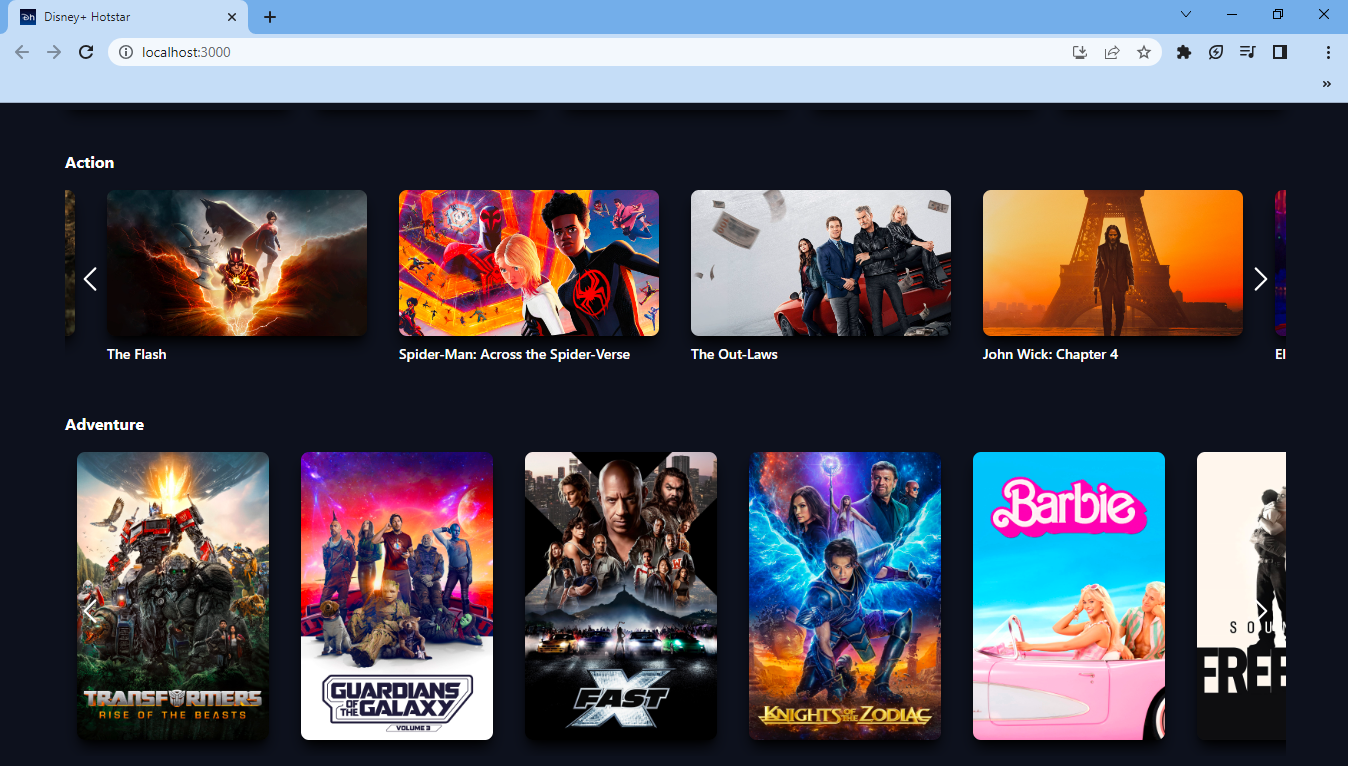 Disney+ Hotstar
localhost:3000
Action
The Flash
Spider-Man: Across the Spider-Verse
The Out-Laws
John Wick: Chapter 4
El
Adventure
TRANSFORMERS
RISE OF THE BEASTS
GUARDIANS
OF THE GALAXY
VOLUME 3
FAST X
KNIGHTS OF THE ZODIAC
Barbie
SOUN
FREE